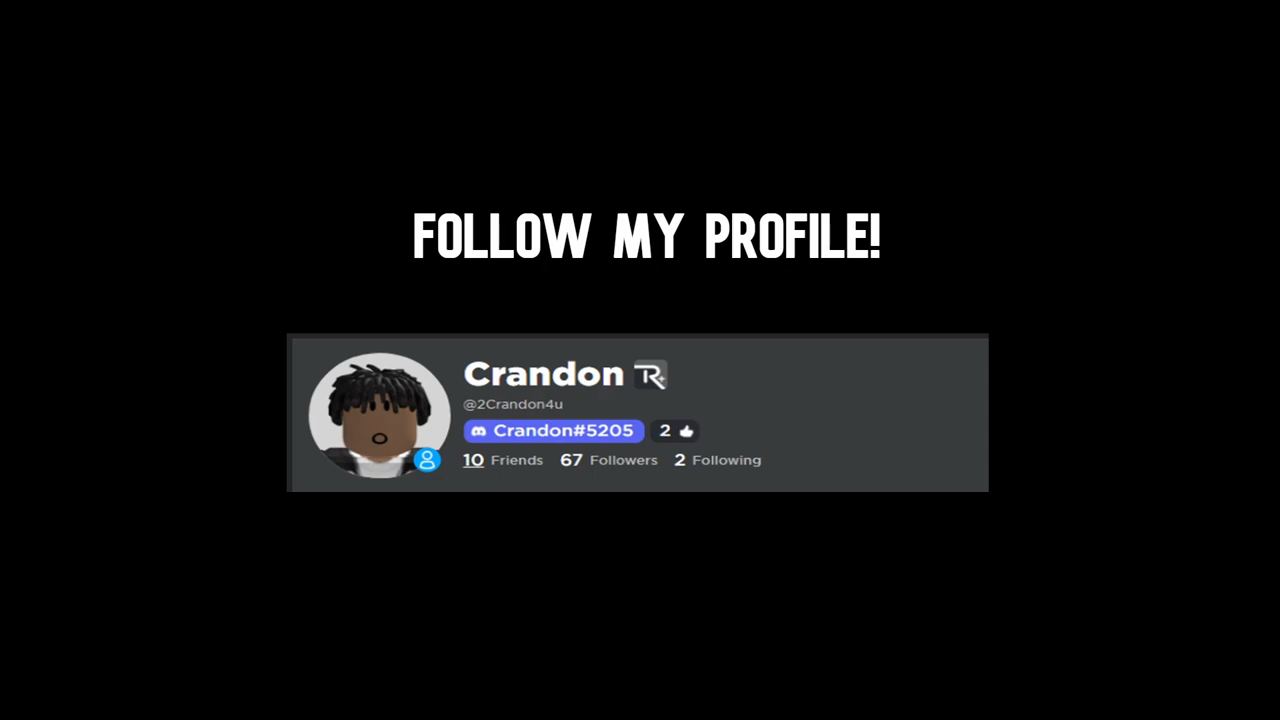 FOLLOW MY PROFILE!
Crandon
@2Crandon4u
Crandon#5205 2
10 Friends 67 Followers 2 Following